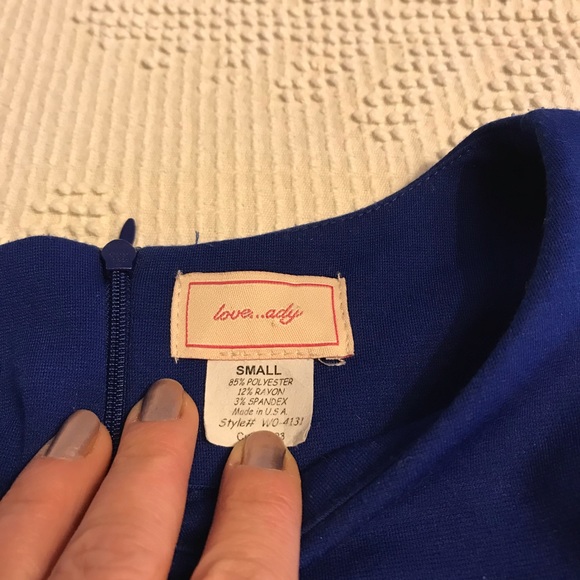 love...ady
SMALL
85% POLYESTER
12% RAYON
3% SPANDEX
Made in U.S.A.
Style# WO-4131